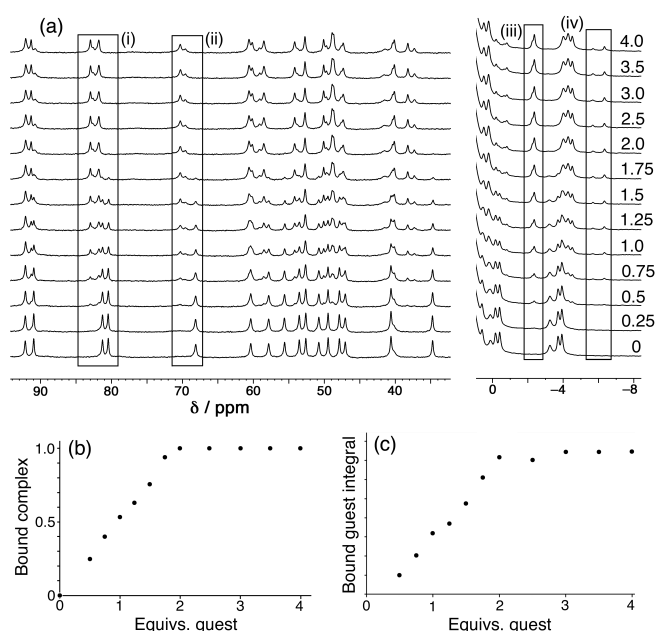 (a) (i) (ii) (iii) (iv)
4.0
3.5
3.0
2.5
2.0
1.75
1.5
1.25
1.0
0.75
0.5
0.25
0
90 80 70 60 50 40
δ / ppm
0 −4 −8
(b)
Bound complex
1.0
0.5
0
0 1 2 3 4
Equivs. guest
(c)
Bound guest integral
0 1 2 3 4
Equivs. guest